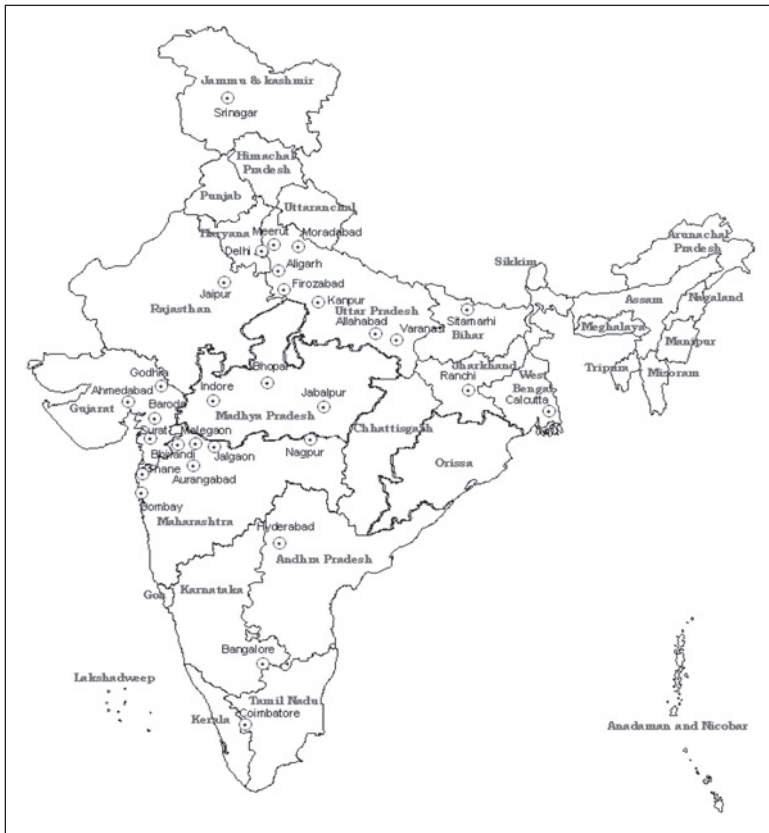 Jammu & kashmir
Srinagar
Himachal
Pradesh
Punjab
Uttaranchal
Haryana
Meerut
Moradabad
Delhi
Aligarh
Jaipur
Firozabad
Rajasthan
Kanpur
Uttar Pradesh
Allahabad
Varanasi
Sitamarhi
Bihar
Sikkim
Arunachal
Pradesh
Assam
Nagaland
Meghalaya
Manipur
Tripura
Misoram
Godhra
Ahmedabad
Gujarat
Baroda
Surat
Indore
Bhopal
Jabalpur
Madhya Pradesh
Jharkhand
Ranchi
West
Bengal
Calcutta
Chhattisgabh
Orissa
Malegaon
Bhiwandi
Jalgaon
Nagpur
Thane
Aurangabad
Bombay
Maharashtra
Hyderabad
Andhra Pradesh
Goa
Karnataka
Bangalore
Lakshadweep
Tamil Nadu
Kerala
Coimbatore
Anadaman and Nicobar